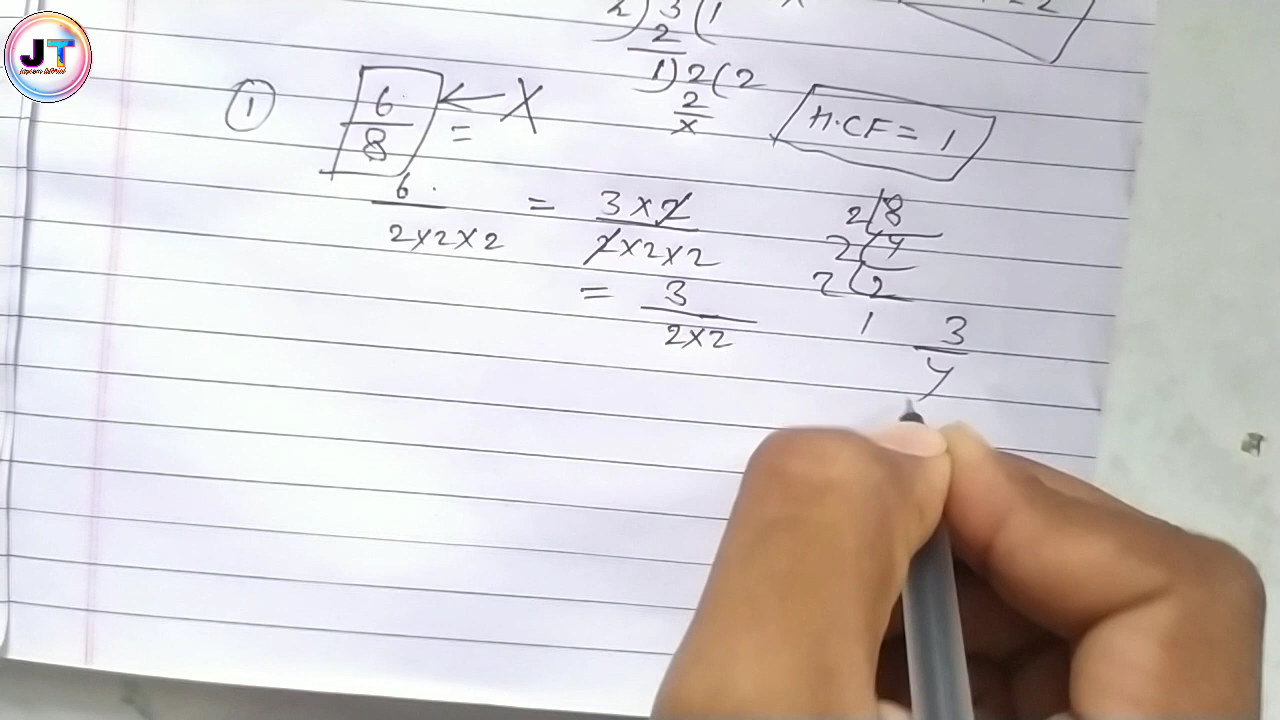 JT
2)3(1
2
1)2(2
2
x
H.CF = 1
① 6/8 = ← X
6/2x2x2 = 3x2/2x2x2
= 3/2x2
2|8
2(4
2(2
1
3/4